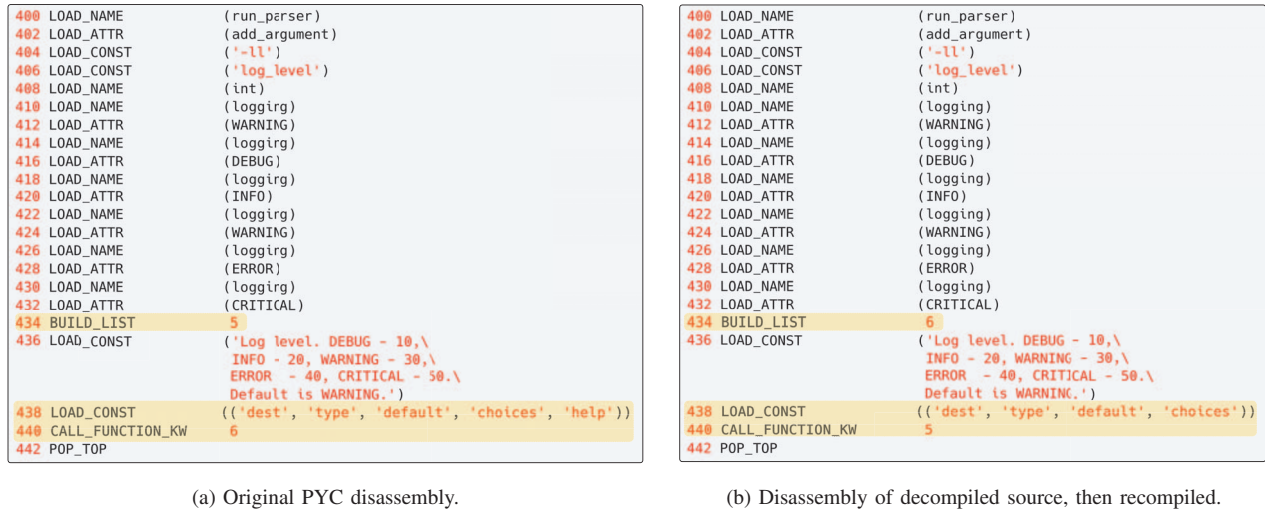 400 LOAD_NAME (run_parser)
402 LOAD_ATTR (add_argument)
404 LOAD_CONST ('-ll')
406 LOAD_CONST ('log_level')
408 LOAD_NAME (int)
410 LOAD_NAME (logging)
412 LOAD_ATTR (WARNING)
414 LOAD_NAME (logging)
416 LOAD_ATTR (DEBUG)
418 LOAD_NAME (logging)
420 LOAD_ATTR (INFO)
422 LOAD_NAME (logging)
424 LOAD_ATTR (WARNING)
426 LOAD_NAME (logging)
428 LOAD_ATTR (ERROR)
430 LOAD_NAME (logging)
432 LOAD_ATTR (CRITICAL)
434 BUILD_LIST 5
436 LOAD_CONST ('Log level. DEBUG - 10,\
INFO - 20, WARNING - 30,\
ERROR - 40, CRITICAL - 50.\
Default is WARNING.')
438 LOAD_CONST (('dest', 'type', 'default', 'choices', 'help'))
440 CALL_FUNCTION_KW 6
442 POP_TOP
(a) Original PYC disassembly.
400 LOAD_NAME (run_parser)
402 LOAD_ATTR (add_argument)
404 LOAD_CONST ('-ll')
406 LOAD_CONST ('log_level')
408 LOAD_NAME (int)
410 LOAD_NAME (logging)
412 LOAD_ATTR (WARNING)
414 LOAD_NAME (logging)
416 LOAD_ATTR (DEBUG)
418 LOAD_NAME (logging)
420 LOAD_ATTR (INFO)
422 LOAD_NAME (logging)
424 LOAD_ATTR (WARNING)
426 LOAD_NAME (logging)
428 LOAD_ATTR (ERROR)
430 LOAD_NAME (logging)
432 LOAD_ATTR (CRITICAL)
434 BUILD_LIST 6
436 LOAD_CONST ('Log level. DEBUG - 10,\
INFO - 20, WARNING - 30,\
ERROR - 40, CRITICAL - 50.\
Default is WARNING.')
438 LOAD_CONST (('dest', 'type', 'default', 'choices'))
440 CALL_FUNCTION_KW 5
442 POP_TOP
(b) Disassembly of decompiled source, then recompiled.